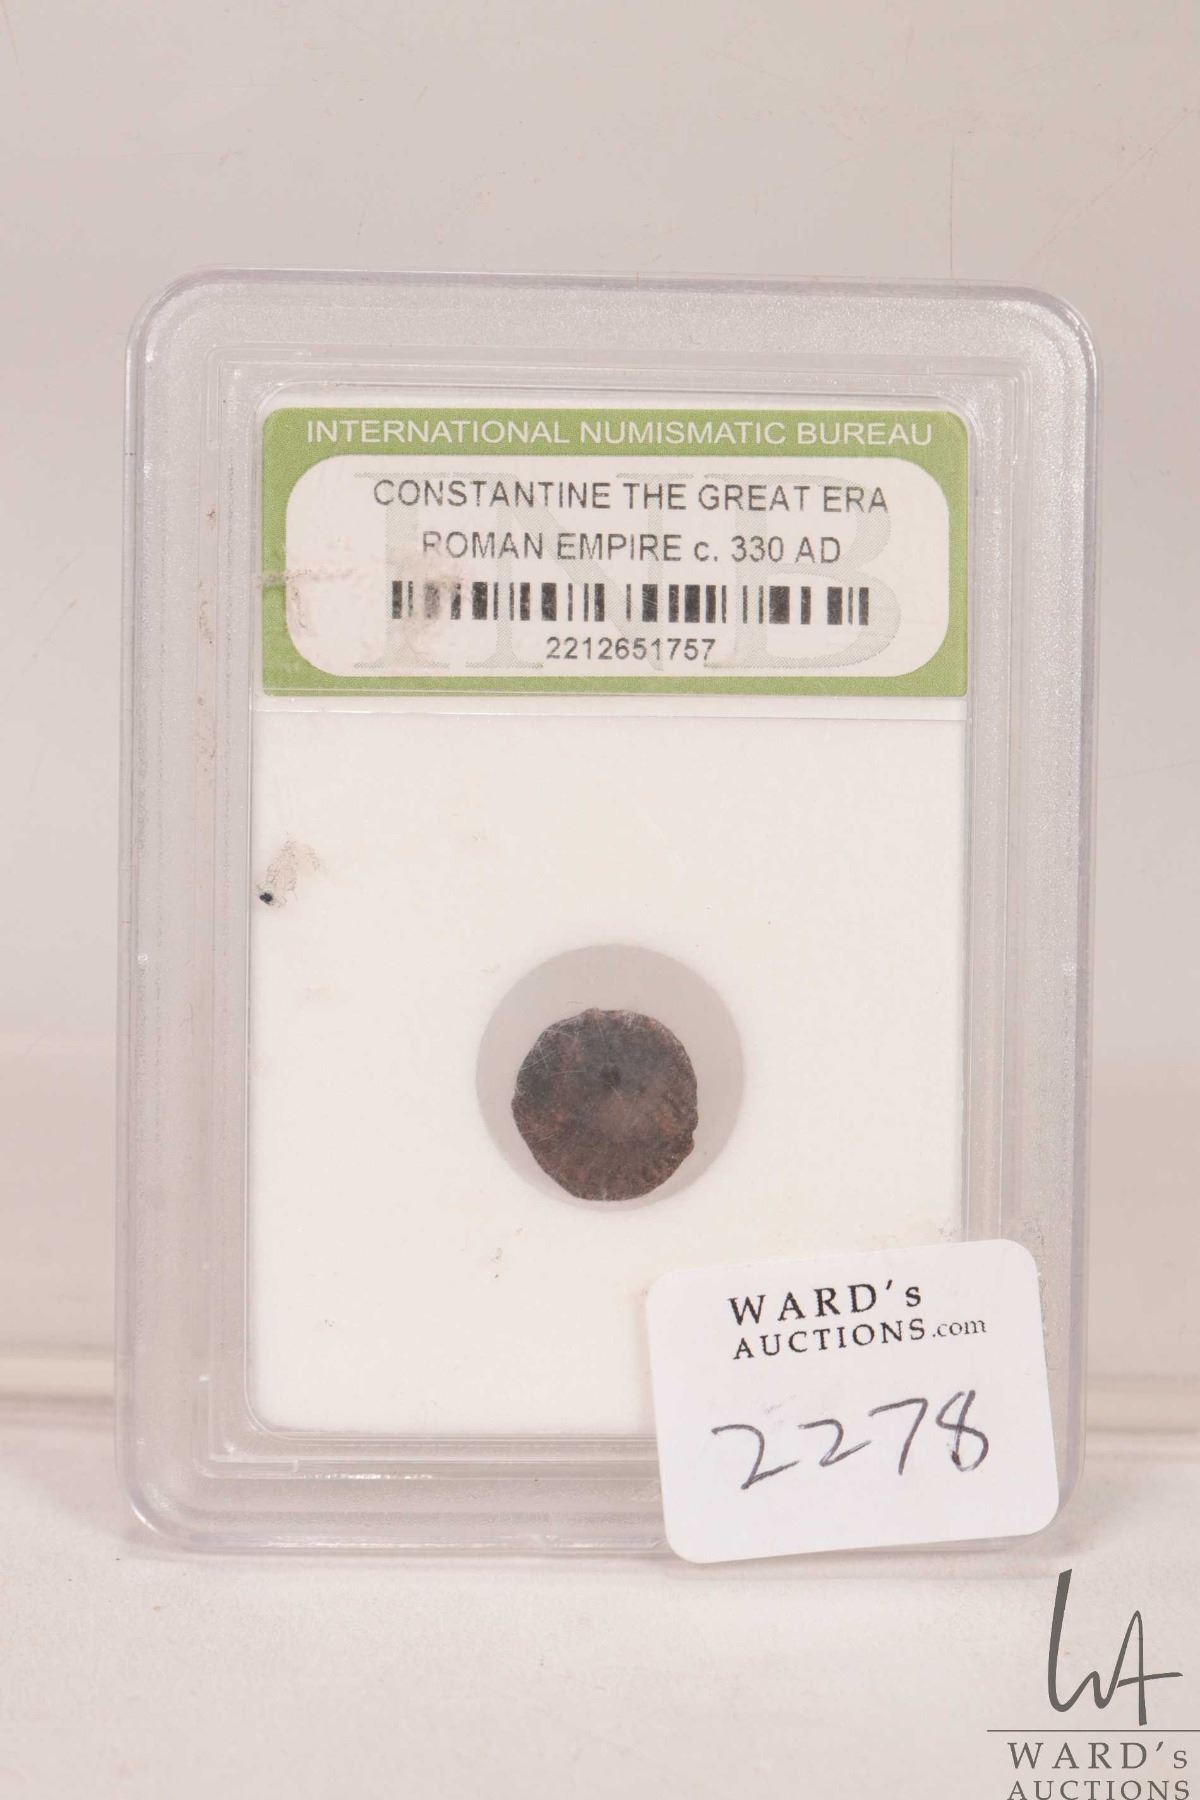 INTERNATIONAL NUMISMATIC BUREAU
INB
CONSTANTINE THE GREAT ERA
ROMAN EMPIRE c. 330 AD
2212651757
WARD's
AUCTIONS.com
2278
WA
WARD's
AUCTIONS